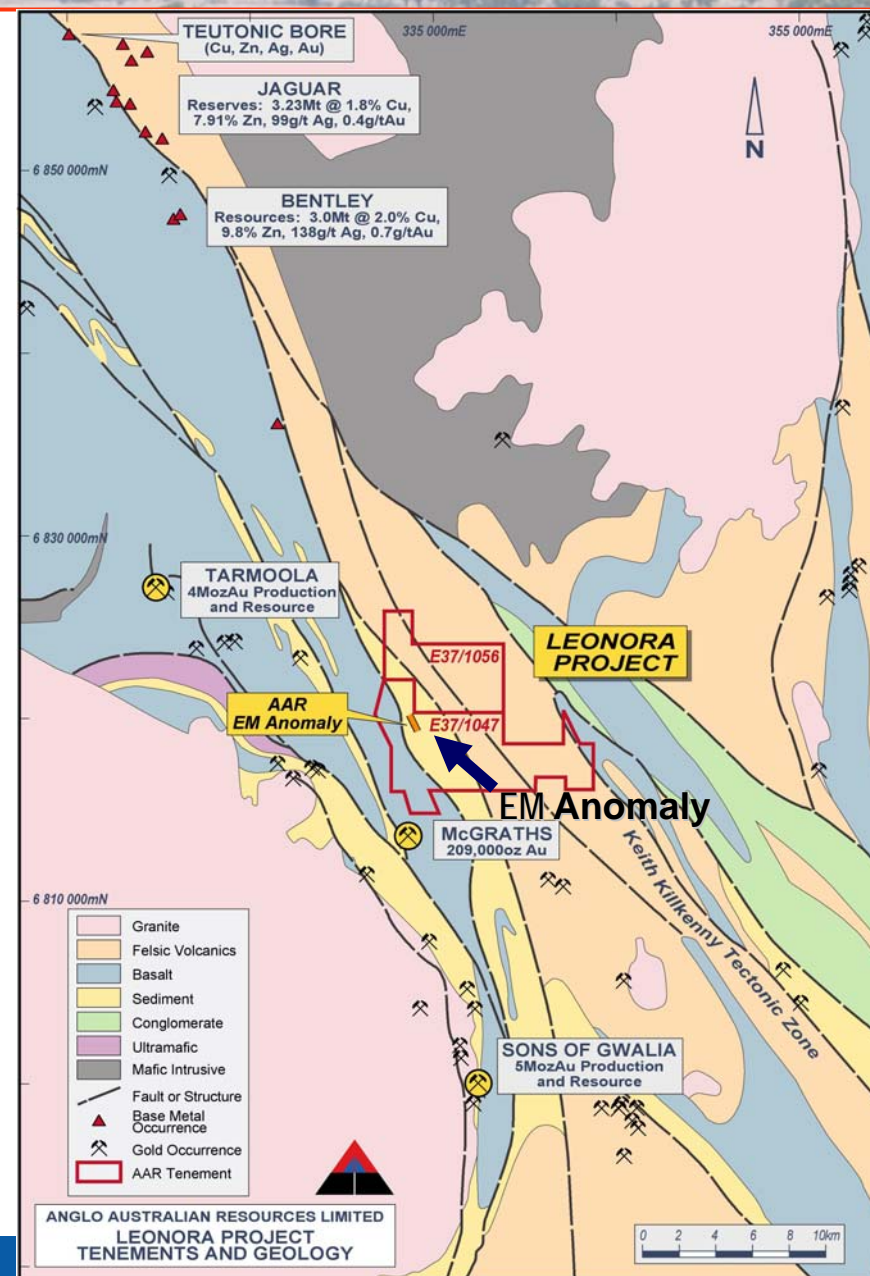 TEUTONIC BORE
(Cu, Zn, Ag, Au)
335 000mE
355 000mE
JAGUAR
Reserves: 3.23Mt @ 1.8% Cu,
7.91% Zn, 99g/t Ag, 0.4g/tAu
N
6 850 000mN
BENTLEY
Resources: 3.0Mt @ 2.0% Cu,
9.8% Zn, 138g/t Ag, 0.7g/tAu
6 830 000mN
TARMOOLA
4MozAu Production
and Resource
LEONORA
PROJECT
E37/1056
AAR
EM Anomaly
E37/1047
EM Anomaly
McGRATHS
209,000oz Au
Keith Killkenny Tectonic Zone
6 810 000mN
Granite
Felsic Volcanics
Basalt
Sediment
Conglomerate
Ultramafic
Mafic Intrusive
Fault or Structure
Base Metal
Occurrence
Gold Occurrence
AAR Tenement
SONS OF GWALIA
5MozAu Production
and Resource
ANGLO AUSTRALIAN RESOURCES LIMITED
LEONORA PROJECT
TENEMENTS AND GEOLOGY
0 2 4 6 8 10km